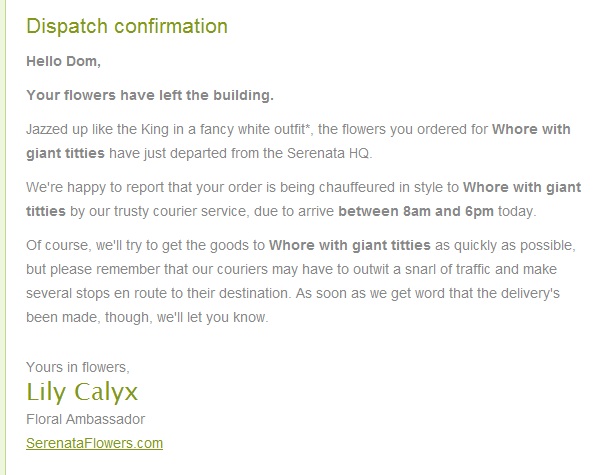 Dispatch confirmation
Hello Dom,
Your flowers have left the building.
Jazzed up like the King in a fancy white outfit*, the flowers you ordered for Whore with
giant titties have just departed from the Serenata HQ.
We're happy to report that your order is being chauffeured in style to Whore with giant
titties by our trusty courier service, due to arrive between 8am and 6pm today.
Of course, we'll try to get the goods to Whore with giant titties as quickly as possible,
but please remember that our couriers may have to outwit a snarl of traffic and make
several stops en route to their destination. As soon as we get word that the delivery's
been made, though, we'll let you know.
Yours in flowers,
Lily Calyx
Floral Ambassador
SerenataFlowers.com